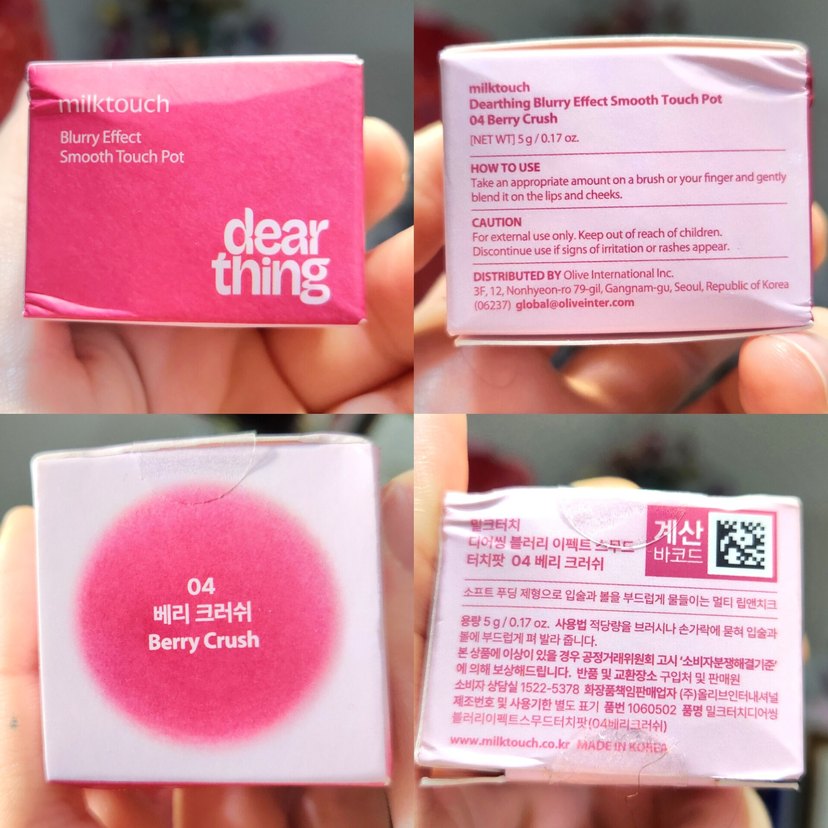 milktouch
Blurry Effect
Smooth Touch Pot
dear
thing
milktouch
Dearthing Blurry Effect Smooth Touch Pot
04 Berry Crush
[NET WT] 5 g / 0.17 oz.
HOW TO USE
Take an appropriate amount on a brush or your finger and gently
blend it on the lips and cheeks.
CAUTION
For external use only. Keep out of reach of children.
Discontinue use if signs of irritation or rashes appear.
DISTRIBUTED BY Olive International Inc.
3F, 12, Nonhyeon-ro 79-gil, Gangnam-gu, Seoul, Republic of Korea
(06237) global@oliveinter.com
04
베리 크러쉬
Berry Crush
밀크터치
디어씽 블러리 이펙트 스무드
터치팟 04 베리 크러쉬
계산
바코드
소프트 푸딩 제형으로 입술과 볼을 부드럽게 물들이는 멀티 립앤치크
용량 5 g / 0.17 oz. 사용법 적당량을 브러시나 손가락에 묻혀 입술과
볼에 부드럽게 펴 발라 줍니다.
본 상품에 이상이 있을 경우 공정거래위원회 고시 '소비자분쟁해결기준'
에 의해 보상해드립니다. 반품 및 교환장소 구입처 및 판매원
소비자 상담실 1522-5378 화장품책임판매업자 (주)올리브인터내셔널
제조번호 및 사용기한 별도 표기 품번 1060502 품명 밀크터치디어씽
블러리이펙트스무드터치팟(04베리크러쉬)
www.milktouch.co.kr MADE IN KOREA